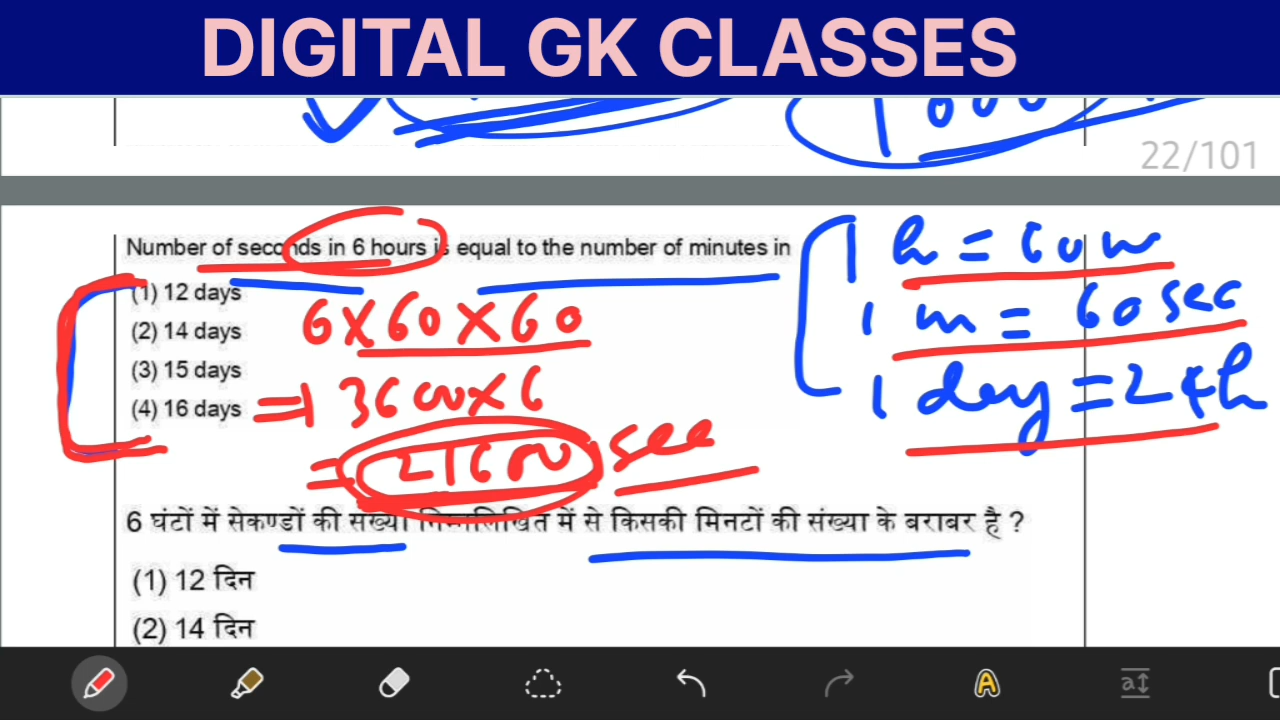 DIGITAL GK CLASSES
1000
22/101
Number of seconds in 6 hours is equal to the number of minutes in
(1) 12 days
(2) 14 days
(3) 15 days
(4) 16 days
6 x 60 x 60
= 3600 x 6
= 21600 sec
1 h = 60 m
1 m = 60 sec
1 day = 24h
6 घंटों में सेकण्डों की संख्या निम्नलिखित में से किसकी मिनटों की संख्या के बराबर है ?
(1) 12 दिन
(2) 14 दिन
A
a